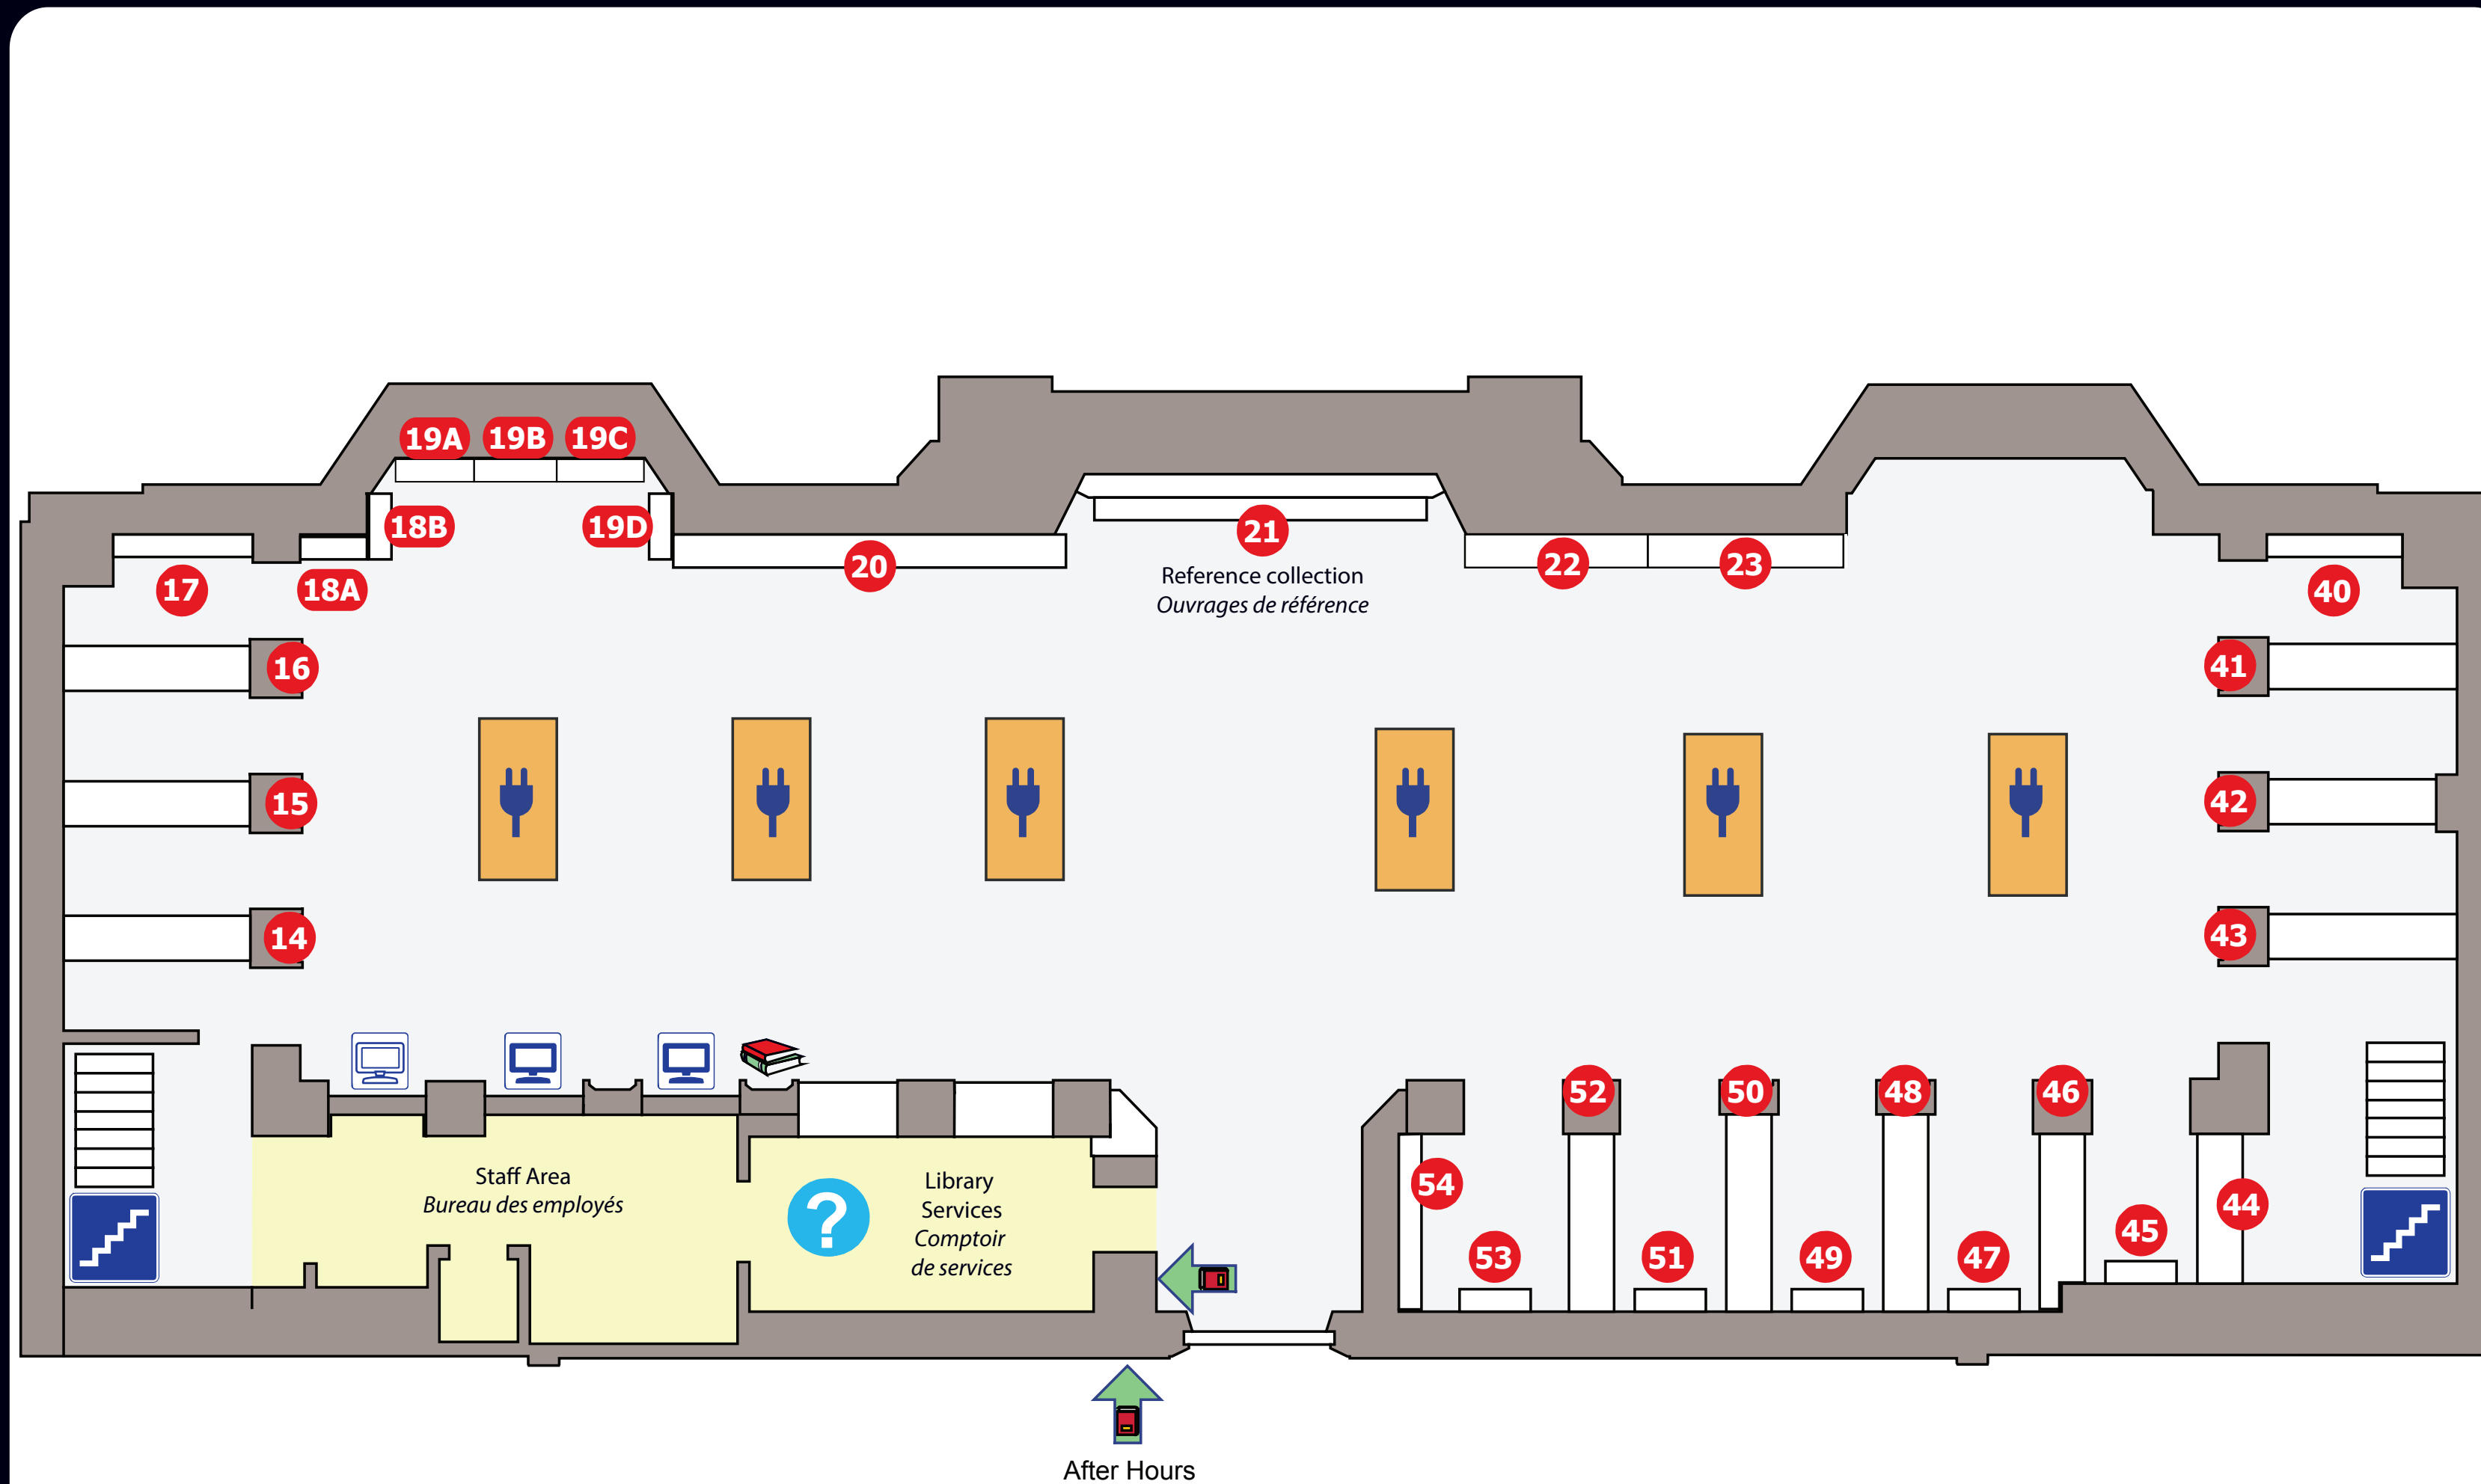 19A 19B 19C
18B 19D
17 18A 20 21 22 23 40
Reference collection
Ouvrages de référence
16 41
15 42
14 43
52 50 48 46
Staff Area
Bureau des employés
Library
Services
Comptoir
de services
?
54 44
53 51 49 47 45
After Hours